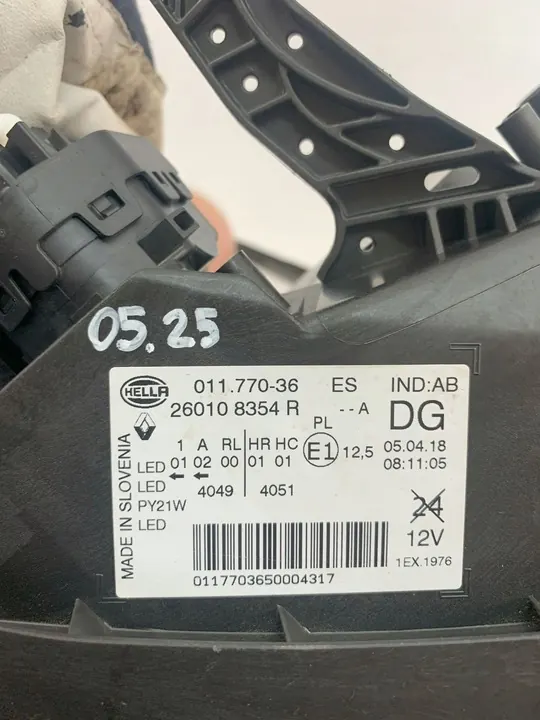 05.25
HELLA 011.770-36 ES IND:AB
260108354 R --A DG
PL
1 A RL HR HC E1 12,5 05.04.18
LED 01 02 00 01 01 08:11:05
LED ← ← 4049 4051
PY21W 24
LED 12V
1EX.1976
0117703650004317
MADE IN SLOVENIA